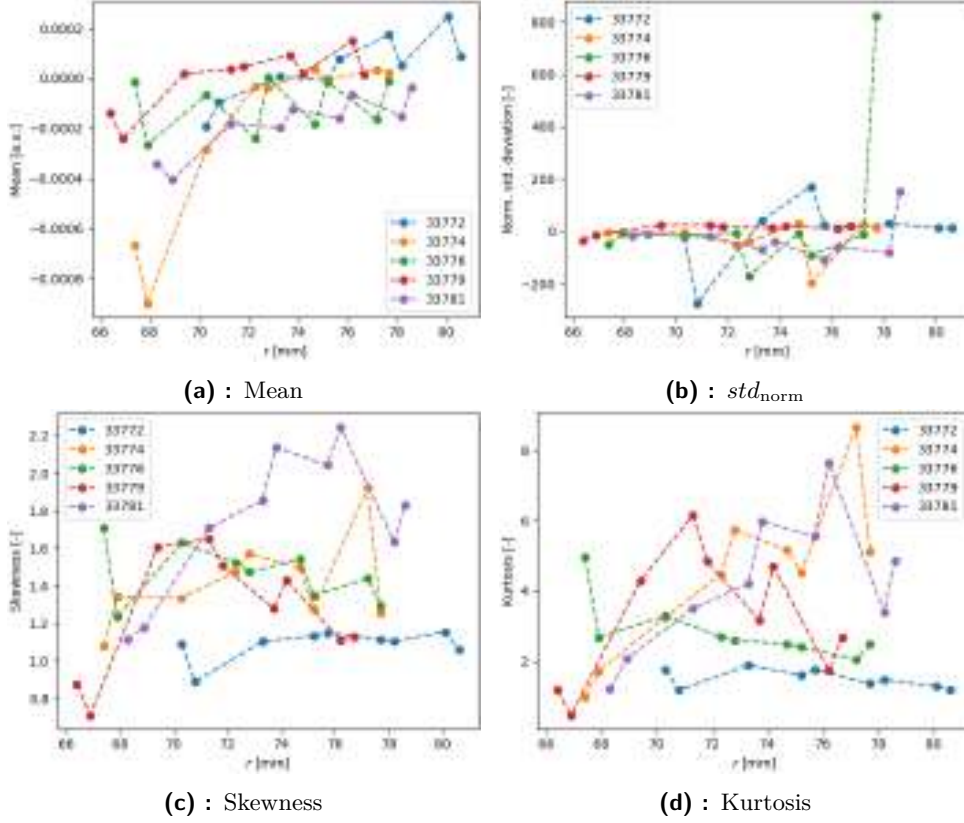 0.0002
0.0000
−0.0002
−0.0004
−0.0006
−0.0008
Mean [a.u.]
33772
33774
33776
33779
33781
66 68 70 72 74 76 78 80
r [mm]
(a) : Mean
800
600
400
200
0
−200
Norm. std. deviation [-]
33772
33774
33776
33779
33781
66 68 70 72 74 76 78 80
r [mm]
(b) : std_norm
2.2
2.0
1.8
1.6
1.4
1.2
1.0
0.8
Skewness [-]
33772
33774
33776
33779
33781
66 68 70 72 74 76 78 80
r [mm]
(c) : Skewness
8
6
4
2
Kurtosis [-]
33772
33774
33776
33779
33781
66 68 70 72 74 76 78 80
r [mm]
(d) : Kurtosis